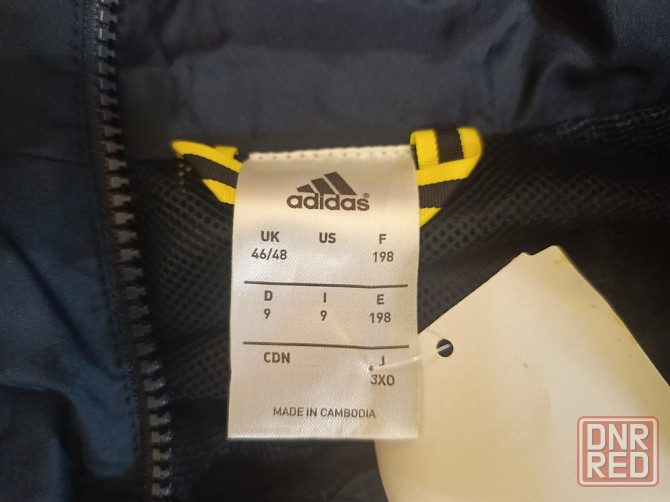 adidas®
UK US F
46/48 198
D I E
9 9 198
CDN J
3XO
MADE IN CAMBODIA
DNR
RED